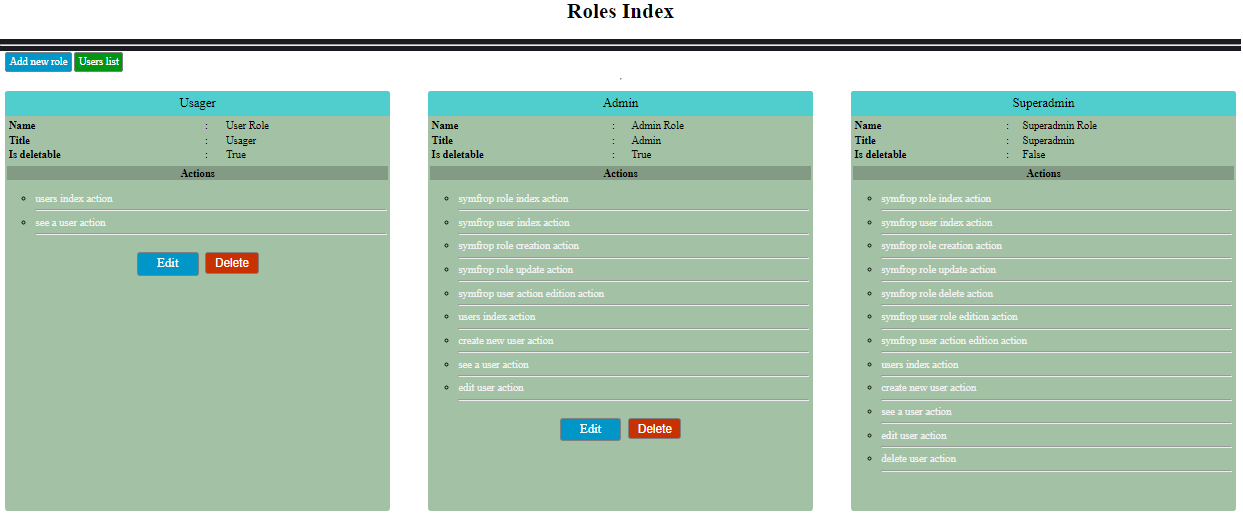 Roles Index
Add new role Users list
Usager
Name : User Role
Title : Usager
Is deletable : True
Actions
users index action
see a user action
Edit Delete
Admin
Name : Admin Role
Title : Admin
Is deletable : True
Actions
symfrop role index action
symfrop user index action
symfrop role creation action
symfrop role update action
symfrop user action edition action
users index action
create new user action
see a user action
edit user action
Edit Delete
Superadmin
Name : Superadmin Role
Title : Superadmin
Is deletable : False
Actions
symfrop role index action
symfrop user index action
symfrop role creation action
symfrop role update action
symfrop role delete action
symfrop user role edition action
symfrop user action edition action
users index action
create new user action
see a user action
edit user action
delete user action